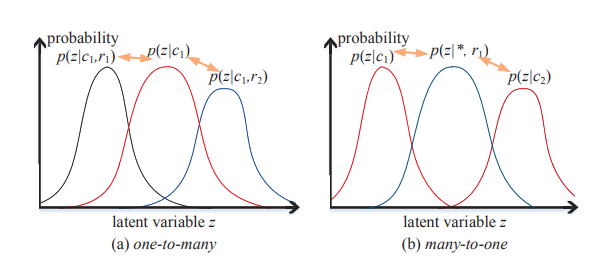 probability
p(z|c₁,r₁)
p(z|c₁)
p(z|c₁,r₂)
latent variable z
(a) one-to-many
probability
p(z|c₁)
p(z|*, r₁)
p(z|c₂)
latent variable z
(b) many-to-one